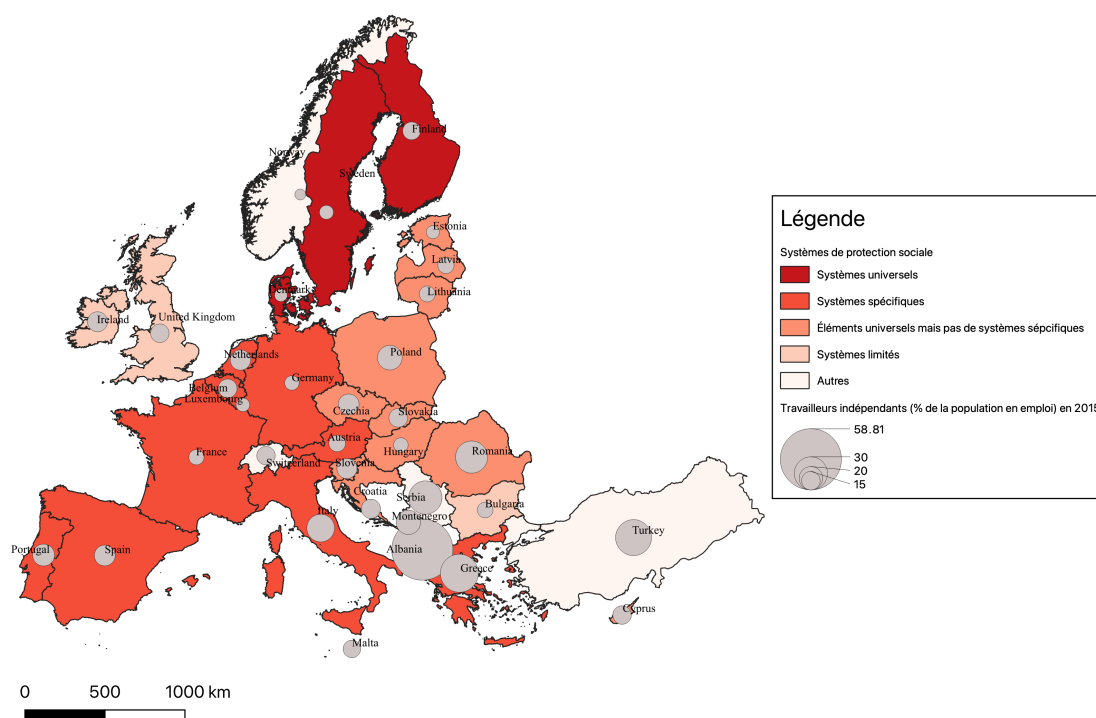 Finland
Norway
Sweden
Estonia
Latvia
Denmark
Lithuania
Ireland
United Kingdom
Netherlands
Poland
Germany
Belgium
Luxembourg
Czechia
Slovakia
Austria
France
Hungary
Romania
Switzerland
Slovenia
Croatia
Serbia
Bulgaria
Italy
Montenegro
Turkey
Portugal
Spain
Albania
Greece
Cyprus
Malta
0 500 1000 km
Légende
Systèmes de protection sociale
Systèmes universels
Systèmes spécifiques
Éléments universels mais pas de systèmes sépcifiques
Systèmes limités
Autres
Travailleurs indépendants (% de la population en emploi) en 2015
58.81
30
20
15